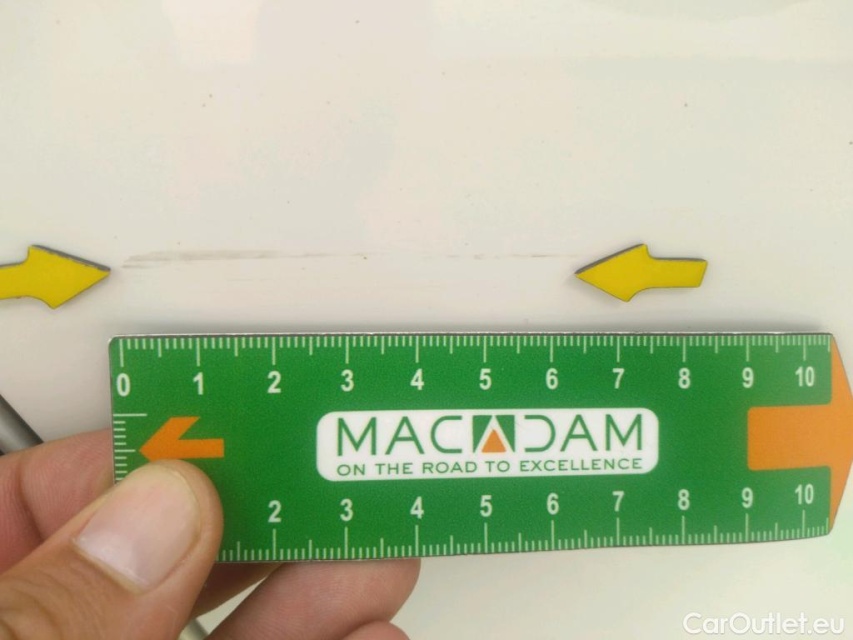 0 1 2 3 4 5 6 7 8 9 10
MACADAM
ON THE ROAD TO EXCELLENCE
2 3 4 5 6 7 8 9 10
CarOutlet.eu